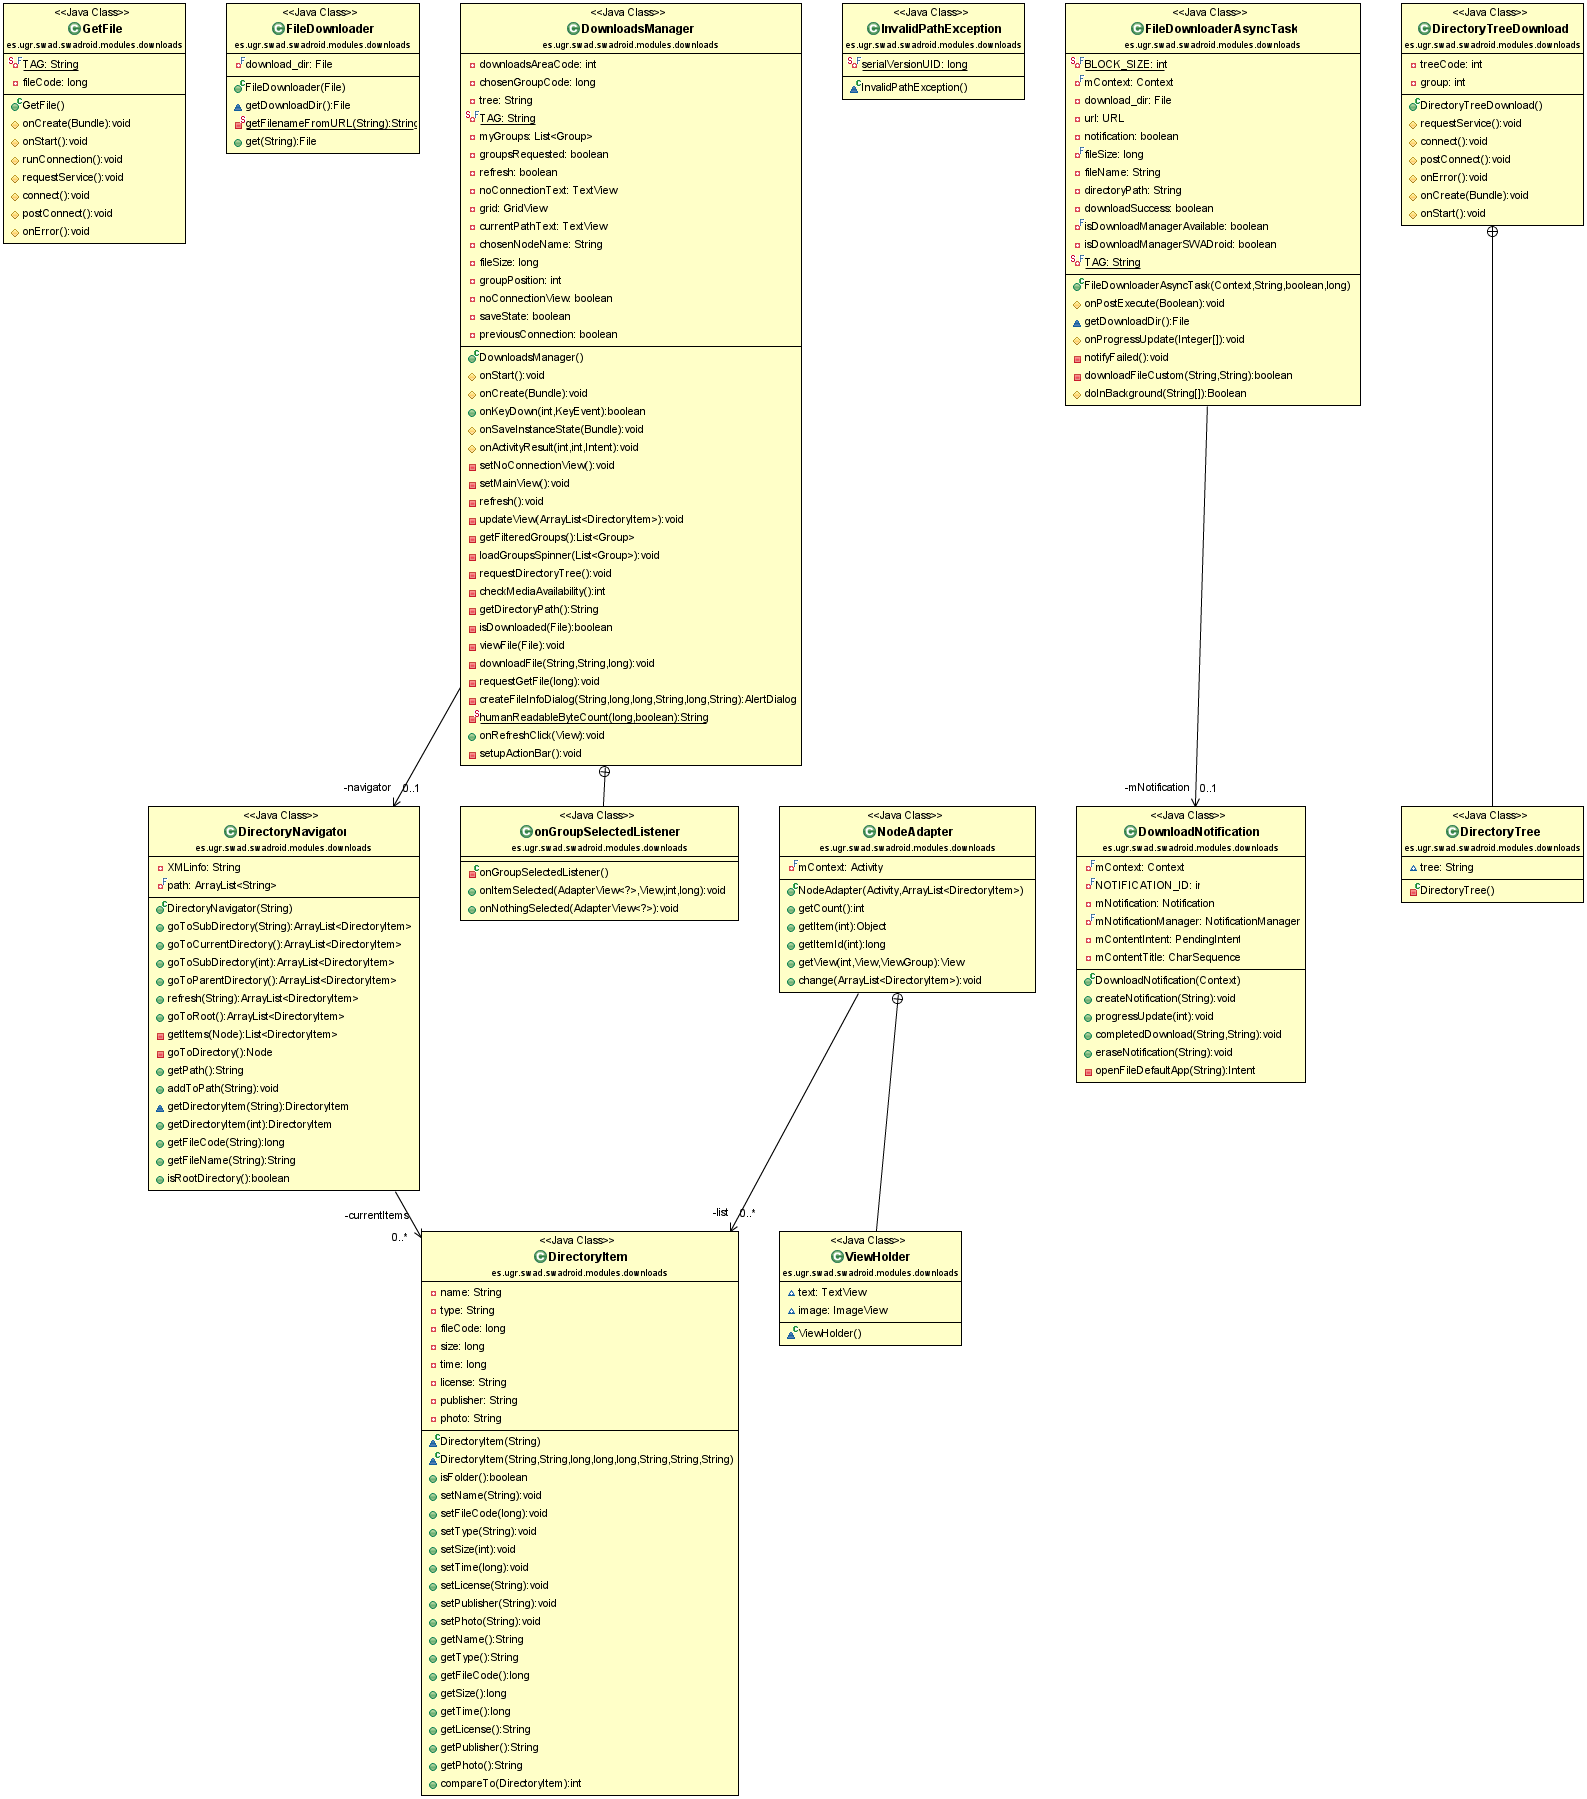 <<Java Class>>
GetFile
es.ugr.swad.swadroid.modules.downloads
TAG: String
fileCode: long
GetFile()
onCreate(Bundle):void
onStart():void
runConnection():void
requestService():void
connect():void
postConnect():void
onError():void
<<Java Class>>
FileDownloader
es.ugr.swad.swadroid.modules.downloads
download_dir: File
FileDownloader(File)
getDownloadDir():File
getFilenameFromURL(String):String
get(String):File
<<Java Class>>
DownloadsManager
es.ugr.swad.swadroid.modules.downloads
downloadsAreaCode: int
chosenGroupCode: long
tree: String
TAG: String
myGroups: List<Group>
groupsRequested: boolean
refresh: boolean
noConnectionText: TextView
grid: GridView
currentPathText: TextView
chosenNodeName: String
fileSize: long
groupPosition: int
noConnectionView: boolean
saveState: boolean
previousConnection: boolean
DownloadsManager()
onStart():void
onCreate(Bundle):void
onKeyDown(int,KeyEvent):boolean
onSaveInstanceState(Bundle):void
onActivityResult(int,int,Intent):void
setNoConnectionView():void
setMainView():void
refresh():void
updateView(ArrayList<DirectoryItem>):void
getFilteredGroups():List<Group>
loadGroupsSpinner(List<Group>):void
requestDirectoryTree():void
checkMediaAvailability():int
getDirectoryPath():String
isDownloaded(File):boolean
viewFile(File):void
downloadFile(String,String,long):void
requestGetFile(long):void
createFileInfoDialog(String,long,long,String,long,String):AlertDialog
humanReadableByteCount(long,boolean):String
onRefreshClick(View):void
setupActionBar():void
<<Java Class>>
InvalidPathException
es.ugr.swad.swadroid.modules.downloads
serialVersionUID: long
InvalidPathException()
<<Java Class>>
FileDownloaderAsyncTask
es.ugr.swad.swadroid.modules.downloads
BLOCK_SIZE: int
mContext: Context
download_dir: File
url: URL
notification: boolean
fileSize: long
fileName: String
directoryPath: String
downloadSuccess: boolean
isDownloadManagerAvailable: boolean
isDownloadManagerSWADroid: boolean
TAG: String
FileDownloaderAsyncTask(Context,String,boolean,long)
onPostExecute(Boolean):void
getDownloadDir():File
onProgressUpdate(Integer[]):void
notifyFailed():void
downloadFileCustom(String,String):boolean
doInBackground(String[]):Boolean
<<Java Class>>
DirectoryTreeDownload
es.ugr.swad.swadroid.modules.downloads
treeCode: int
group: int
DirectoryTreeDownload()
requestService():void
connect():void
postConnect():void
onError():void
onCreate(Bundle):void
onStart():void
-navigator 0..1
-mNotification 0..1
<<Java Class>>
DirectoryNavigator
es.ugr.swad.swadroid.modules.downloads
XMLinfo: String
path: ArrayList<String>
DirectoryNavigator(String)
goToSubDirectory(String):ArrayList<DirectoryItem>
goToCurrentDirectory():ArrayList<DirectoryItem>
goToSubDirectory(int):ArrayList<DirectoryItem>
goToParentDirectory():ArrayList<DirectoryItem>
refresh(String):ArrayList<DirectoryItem>
goToRoot():ArrayList<DirectoryItem>
getItems(Node):List<DirectoryItem>
goToDirectory():Node
getPath():String
addToPath(String):void
getDirectoryItem(String):DirectoryItem
getDirectoryItem(int):DirectoryItem
getFileCode(String):long
getFileName(String):String
isRootDirectory():boolean
<<Java Class>>
onGroupSelectedListener
es.ugr.swad.swadroid.modules.downloads
onGroupSelectedListener()
onItemSelected(AdapterView<?>,View,int,long):void
onNothingSelected(AdapterView<?>):void
<<Java Class>>
NodeAdapter
es.ugr.swad.swadroid.modules.downloads
mContext: Activity
NodeAdapter(Activity,ArrayList<DirectoryItem>)
getCount():int
getItem(int):Object
getItemId(int):long
getView(int,View,ViewGroup):View
change(ArrayList<DirectoryItem>):void
<<Java Class>>
DownloadNotification
es.ugr.swad.swadroid.modules.downloads
mContext: Context
NOTIFICATION_ID: ir
mNotification: Notification
mNotificationManager: NotificationManager
mContentIntent: PendingIntent
mContentTitle: CharSequence
DownloadNotification(Context)
createNotification(String):void
progressUpdate(int):void
completedDownload(String,String):void
eraseNotification(String):void
openFileDefaultApp(String):Intent
<<Java Class>>
DirectoryTree
es.ugr.swad.swadroid.modules.downloads
tree: String
DirectoryTree()
-currentItems
0..*
-list 0..*
<<Java Class>>
DirectoryItem
es.ugr.swad.swadroid.modules.downloads
name: String
type: String
fileCode: long
size: long
time: long
license: String
publisher: String
photo: String
DirectoryItem(String)
DirectoryItem(String,String,long,long,long,String,String,String)
isFolder():boolean
setName(String):void
setFileCode(long):void
setType(String):void
setSize(int):void
setTime(long):void
setLicense(String):void
setPublisher(String):void
setPhoto(String):void
getName():String
getType():String
getFileCode():long
getSize():long
getTime():long
getLicense():String
getPublisher():String
getPhoto():String
compareTo(DirectoryItem):int
<<Java Class>>
ViewHolder
es.ugr.swad.swadroid.modules.downloads
text: TextView
image: ImageView
ViewHolder()